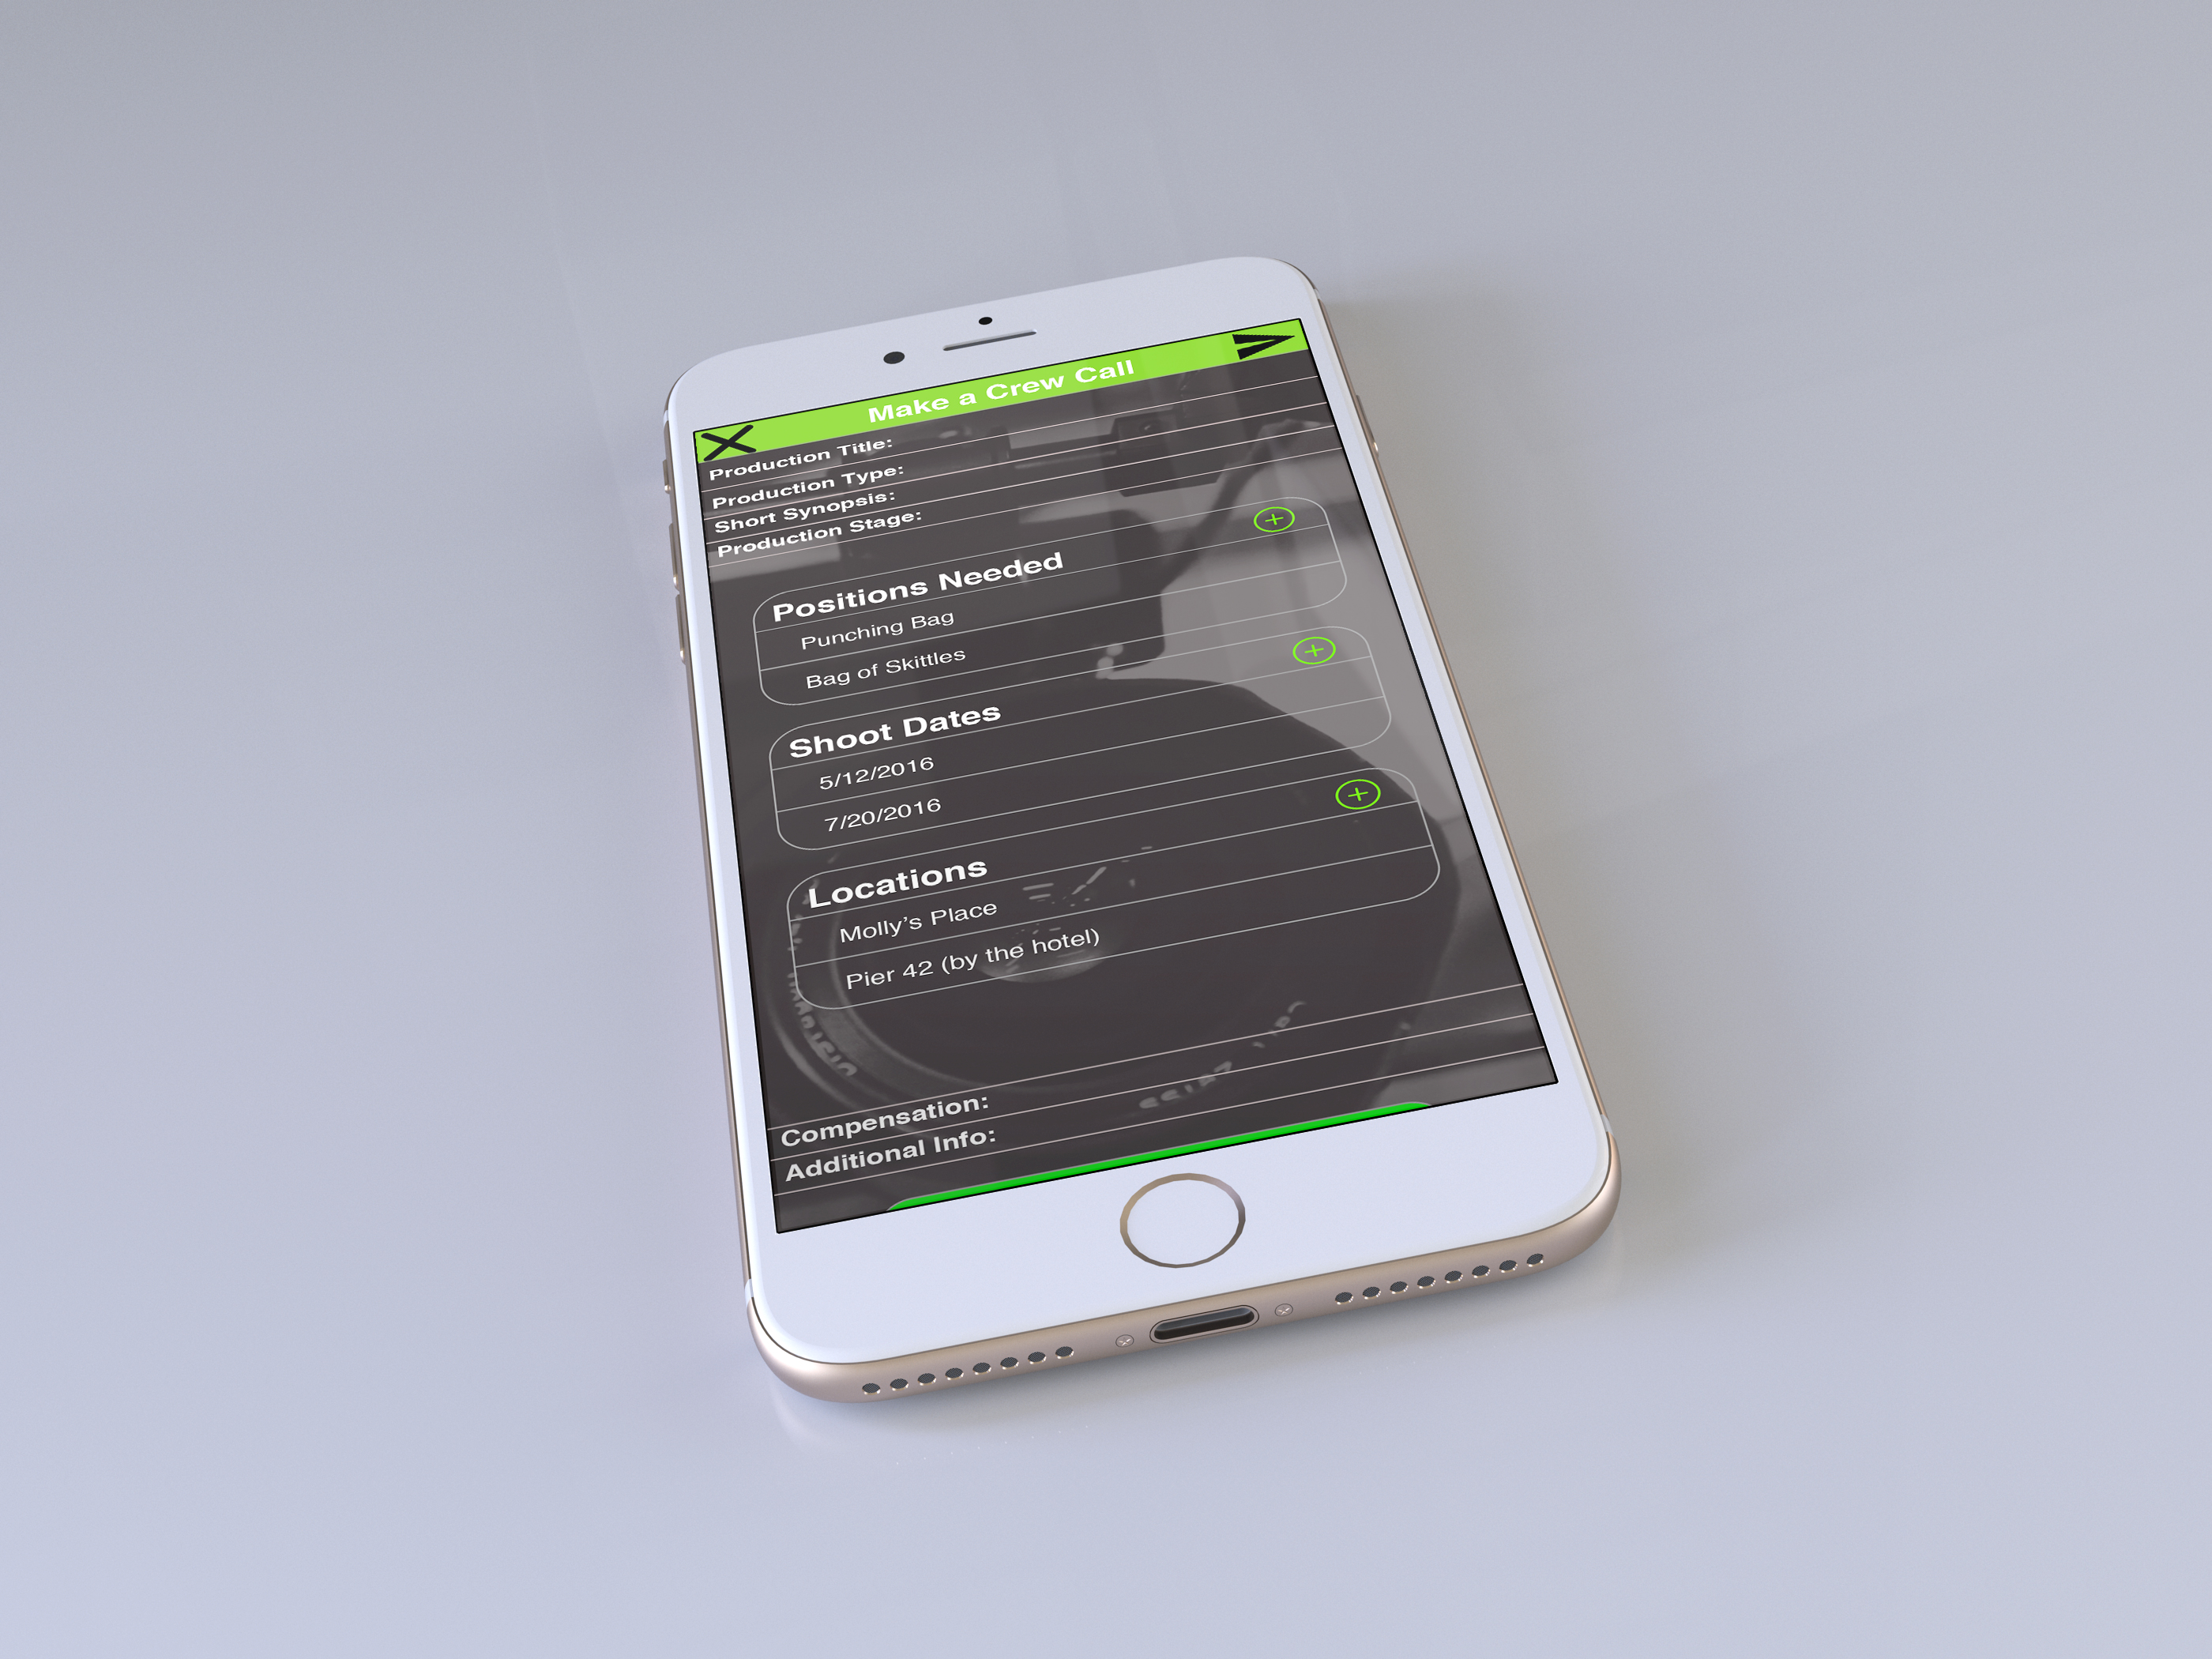 Make a Crew Call
Production Title:
Production Type:
Short Synopsis:
Production Stage:
Positions Needed
Punching Bag
Bag of Skittles
Shoot Dates
5/12/2016
7/20/2016
Locations
Molly's Place
Pier 42 (by the hotel)
Compensation:
Additional Info: